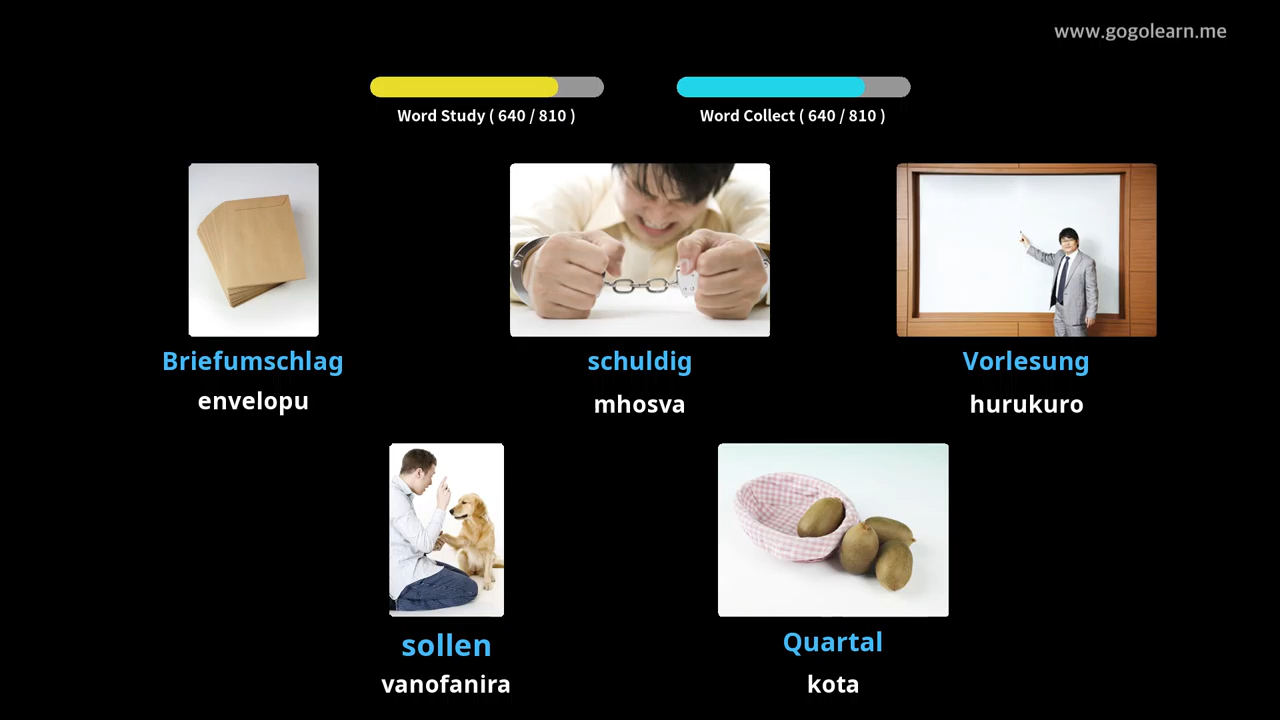 www.gogolearn.me
Word Study ( 640 / 810 )
Word Collect ( 640 / 810 )
Briefumschlag
envelopu
schuldig
mhosva
Vorlesung
hurukuro
sollen
vanofanira
Quartal
kota